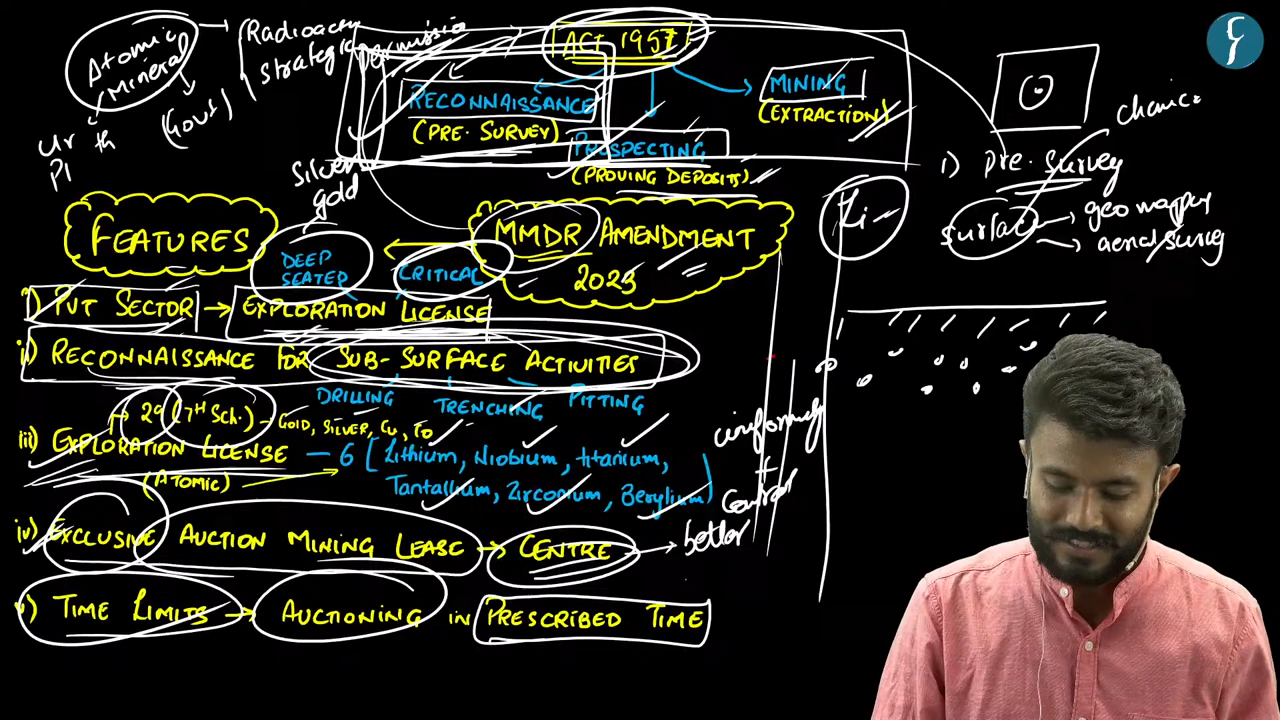 ACT 1957
Atomic Mineral
Radioactive
Strategic
Permission
(Govt)
Ur th
Pl
RECONNAISSANCE
(PRE-SURVEY)
PROSPECTING
(PROVING DEPOSITS)
MINING
(EXTRACTION)
chance
i) Pre-survey
surface → geo mapping
→ aerial survey
Li
Silver
gold
FEATURES
DEEP SEATED
CRITICAL
MMDR AMENDMENT
2023
i) PVT SECTOR → EXPLORATION LICENSE
ii) RECONNAISSANCE FOR SUB-SURFACE ACTIVITIES
DRILLING TRENCHING PITTING
→ 29 (7TH Sch.) - GOLD, SILVER, Cu, Co
iii) EXPLORATION LICENSE - 6 [Lithium, Niobium, titanium,
(Atomic) Tantallium, Zirconium, Berylium]
uniformity
+
Control
better
iv) EXCLUSIVE AUCTION MINING LEASE → CENTRE →
v) TIME LIMITS → AUCTIONING IN PRESCRIBED TIME